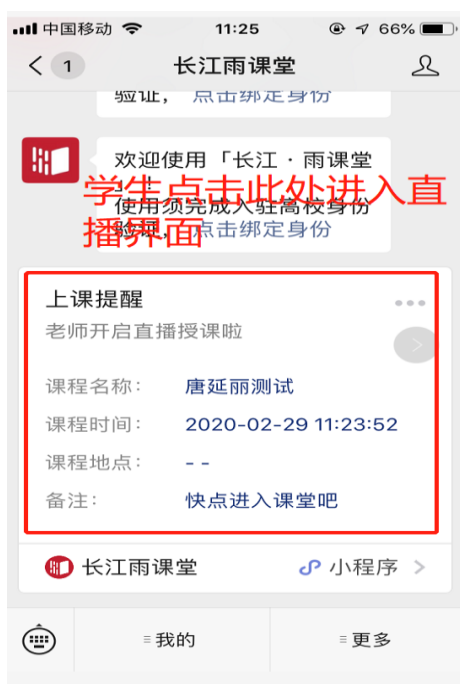 中国移动 11:25 66%
1 长江雨课堂
验证， 点击绑定身份
欢迎使用「长江 · 雨课堂
」！
使用须完成入驻高校身份
验证， 点击绑定身份
学生点击此处进入直
播界面
上课提醒
老师开启直播授课啦
课程名称： 唐延丽测试
课程时间： 2020-02-29 11:23:52
课程地点： - -
备注： 快点进入课堂吧
长江雨课堂 小程序
我的 更多